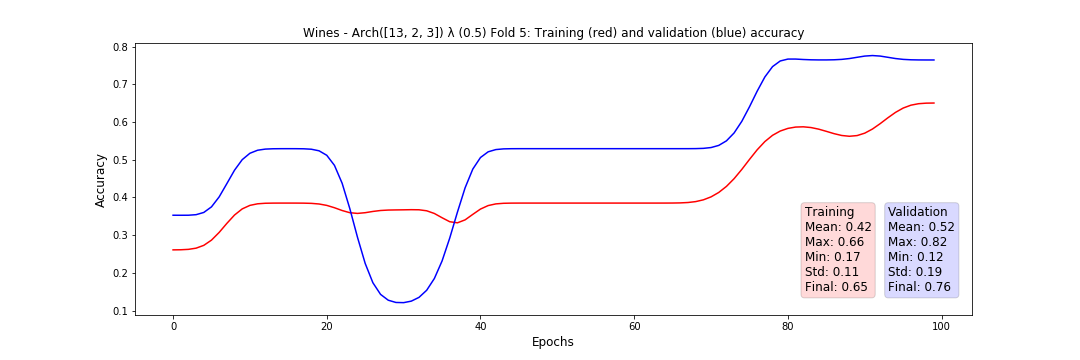 Wines - Arch([13, 2, 3]) λ (0.5) Fold 5: Training (red) and validation (blue) accuracy
0.8
0.7
0.6
0.5
0.4
0.3
0.2
0.1
Accuracy
Training
Mean: 0.42
Max: 0.66
Min: 0.17
Std: 0.11
Final: 0.65
Validation
Mean: 0.52
Max: 0.82
Min: 0.12
Std: 0.19
Final: 0.76
0 20 40 60 80 100
Epochs